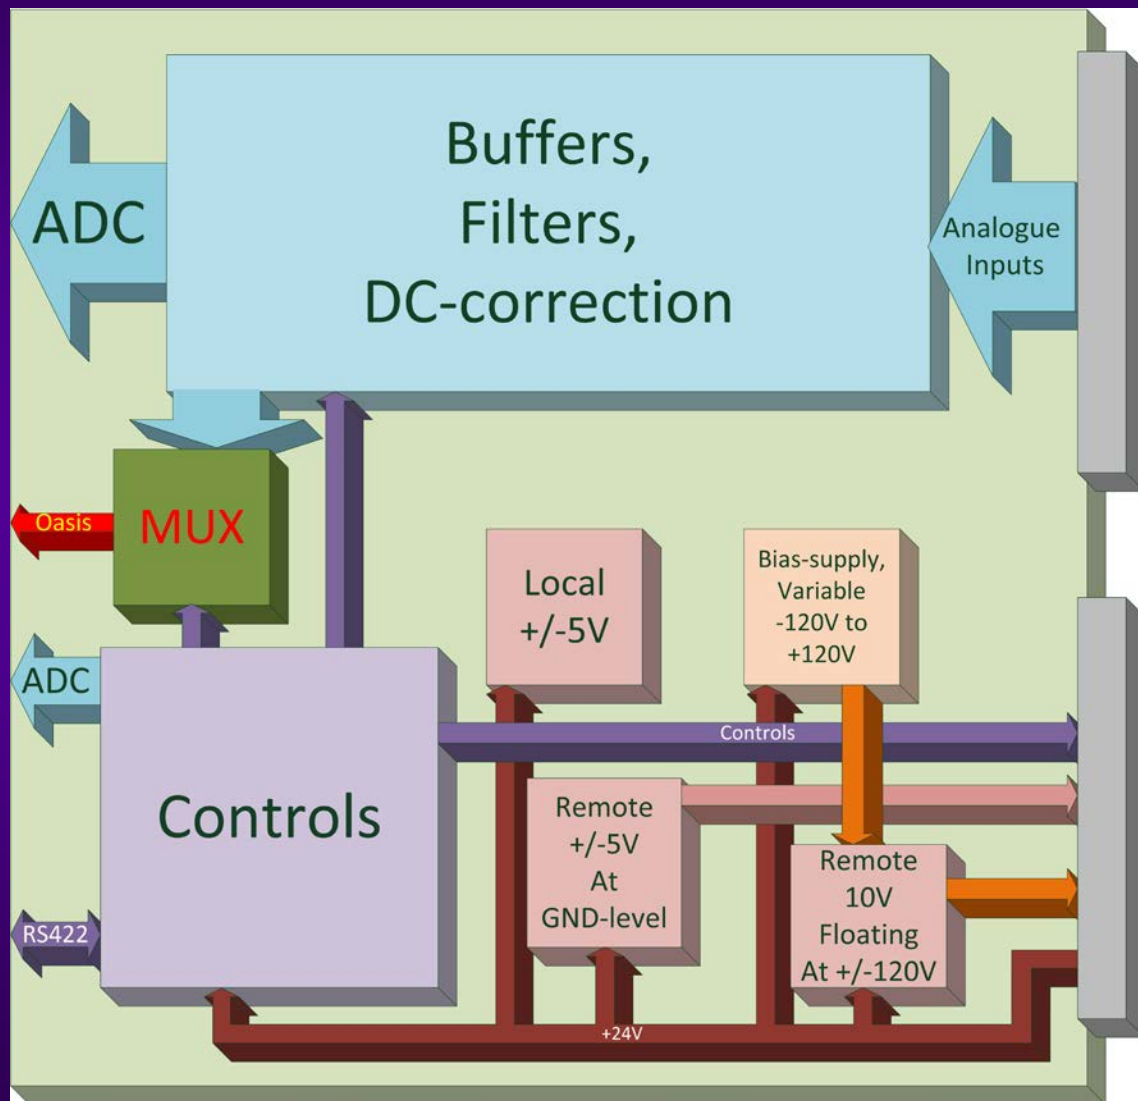 Buffers,
Filters,
DC-correction
ADC
Analogue
Inputs
MUX
Oasis
Local
+/-5V
Bias-supply,
Variable
-120V to
+120V
ADC
Controls
Controls
Remote
+/-5V
At
GND-level
Remote
10V
Floating
At +/-120V
RS422
+24V